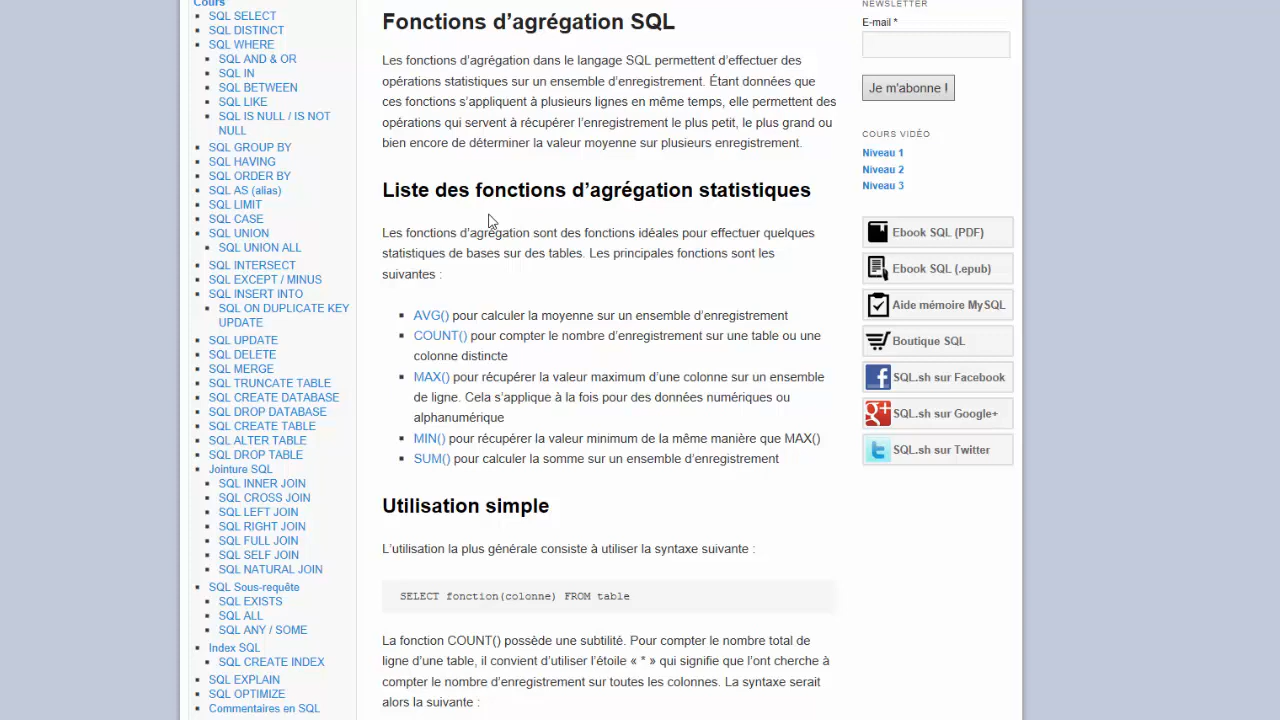 Cours
SQL SELECT
SQL DISTINCT
SQL WHERE
SQL AND & OR
SQL IN
SQL BETWEEN
SQL LIKE
SQL IS NULL / IS NOT
NULL
SQL GROUP BY
SQL HAVING
SQL ORDER BY
SQL AS (alias)
SQL LIMIT
SQL CASE
SQL UNION
SQL UNION ALL
SQL INTERSECT
SQL EXCEPT / MINUS
SQL INSERT INTO
SQL ON DUPLICATE KEY
UPDATE
SQL UPDATE
SQL DELETE
SQL MERGE
SQL TRUNCATE TABLE
SQL CREATE DATABASE
SQL DROP DATABASE
SQL CREATE TABLE
SQL ALTER TABLE
SQL DROP TABLE
Jointure SQL
SQL INNER JOIN
SQL CROSS JOIN
SQL LEFT JOIN
SQL RIGHT JOIN
SQL FULL JOIN
SQL SELF JOIN
SQL NATURAL JOIN
SQL Sous-requête
SQL EXISTS
SQL ALL
SQL ANY / SOME
Index SQL
SQL CREATE INDEX
SQL EXPLAIN
SQL OPTIMIZE
Commentaires en SQL
Fonctions d’agrégation SQL
Les fonctions d’agrégation dans le langage SQL permettent d’effectuer des
opérations statistiques sur un ensemble d’enregistrement. Étant données que
ces fonctions s’appliquent à plusieurs lignes en même temps, elle permettent des
opérations qui servent à récupérer l’enregistrement le plus petit, le plus grand ou
bien encore de déterminer la valeur moyenne sur plusieurs enregistrement.
Liste des fonctions d’agrégation statistiques
Les fonctions d’agrégation sont des fonctions idéales pour effectuer quelques
statistiques de bases sur des tables. Les principales fonctions sont les
suivantes :
AVG() pour calculer la moyenne sur un ensemble d’enregistrement
COUNT() pour compter le nombre d’enregistrement sur une table ou une
colonne distincte
MAX() pour récupérer la valeur maximum d’une colonne sur un ensemble
de ligne. Cela s’applique à la fois pour des données numériques ou
alphanumérique
MIN() pour récupérer la valeur minimum de la même manière que MAX()
SUM() pour calculer la somme sur un ensemble d’enregistrement
Utilisation simple
L’utilisation la plus générale consiste à utiliser la syntaxe suivante :
SELECT fonction(colonne) FROM table
La fonction COUNT() possède une subtilité. Pour compter le nombre total de
ligne d’une table, il convient d’utiliser l’étoile « * » qui signifie que l’ont cherche à
compter le nombre d’enregistrement sur toutes les colonnes. La syntaxe serait
alors la suivante :
NEWSLETTER
E-mail *
Je m'abonne !
COURS VIDÉO
Niveau 1
Niveau 2
Niveau 3
Ebook SQL (PDF)
Ebook SQL (.epub)
Aide mémoire MySQL
Boutique SQL
SQL.sh sur Facebook
SQL.sh sur Google+
SQL.sh sur Twitter